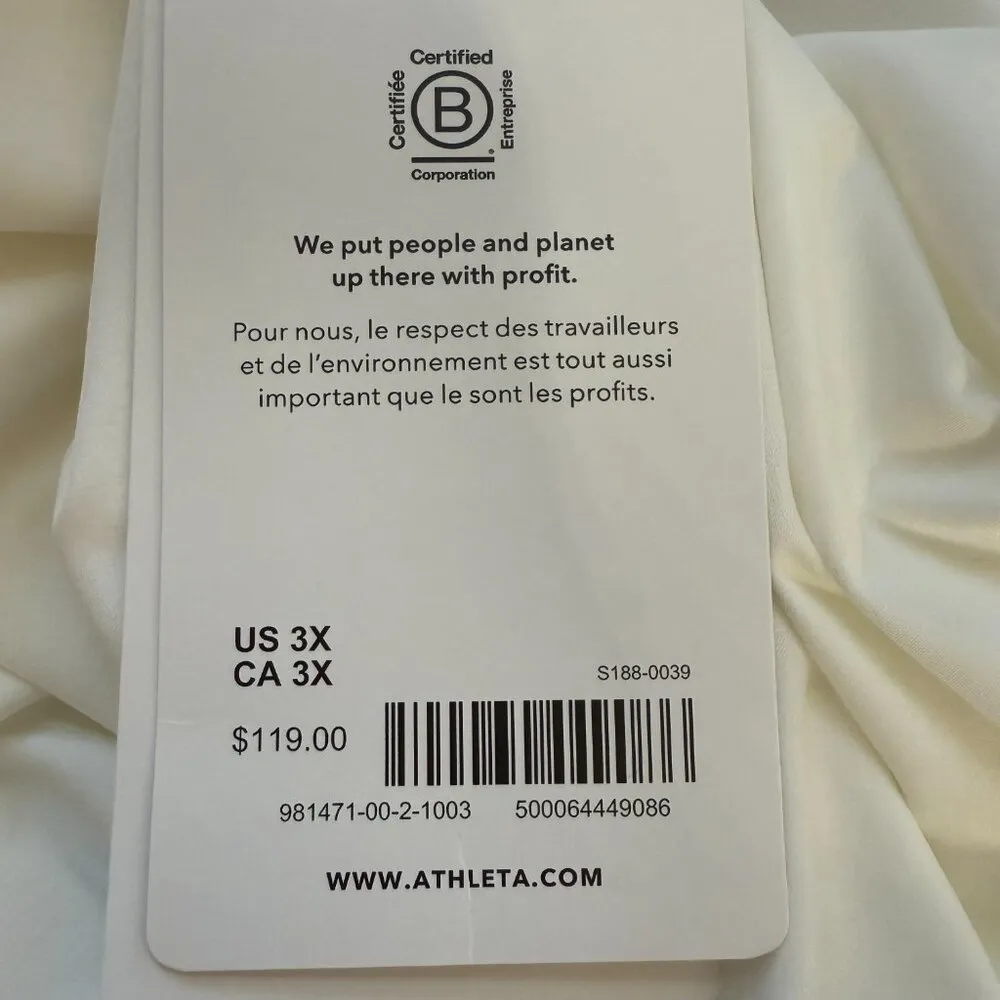 Certified
Certifiée
B
Entreprise
Corporation
We put people and planet
up there with profit.
Pour nous, le respect des travailleurs
et de l'environnement est tout aussi
important que le sont les profits.
US 3X
CA 3X
S188-0039
$119.00
981471-00-2-1003 500064449086
WWW.ATHLETA.COM